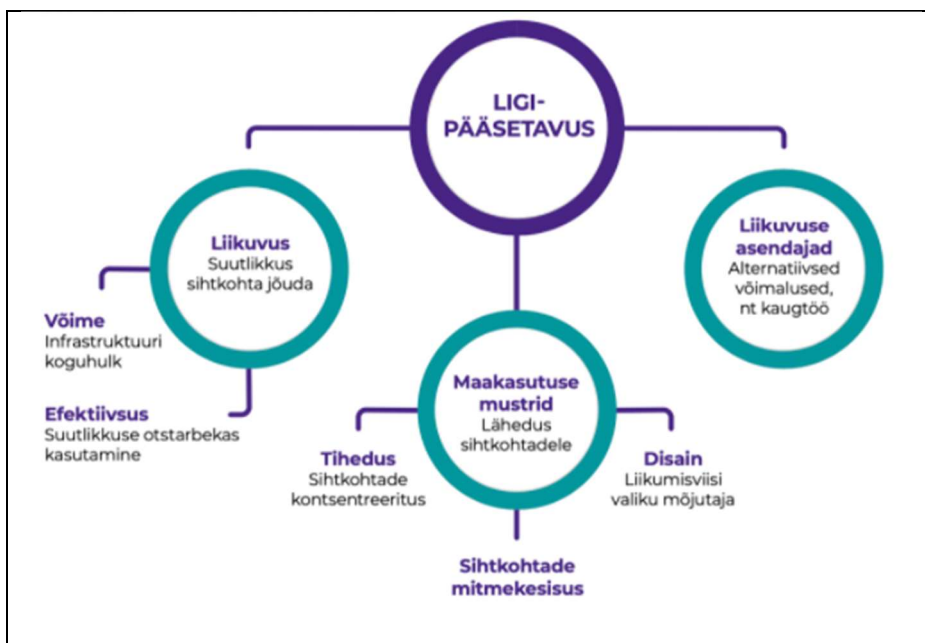 LIGI-
PÄÄSETAVUS
Liikuvus
Suutlikkus
sihtkohta jõuda
Liikuvuse
asendajad
Alternatiivsed
võimalused,
nt kaugtöö
Võime
Infrastruktuuri
koguhulk
Efektiivsus
Suutlikkuse otstarbekas
kasutamine
Maakasutuse
mustrid
Lähedus
sihtkohtadele
Tihedus
Sihtkohtade
kontsentreeritus
Disain
Liikumisviisi
valiku mõjutaja
Sihtkohtade
mitmekesisus